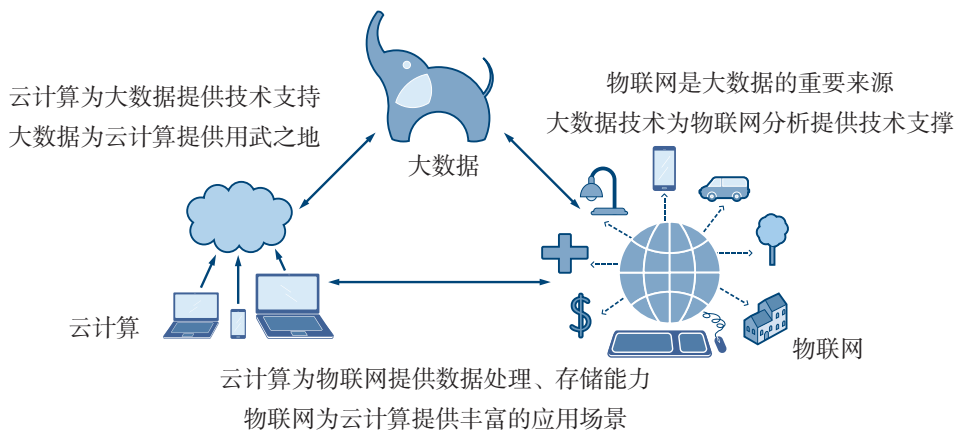 云计算为大数据提供技术支持
大数据为云计算提供用武之地
物联网是大数据的重要来源
大数据技术为物联网分析提供技术支撑
大数据
云计算
物联网
云计算为物联网提供数据处理、存储能力
物联网为云计算提供丰富的应用场景